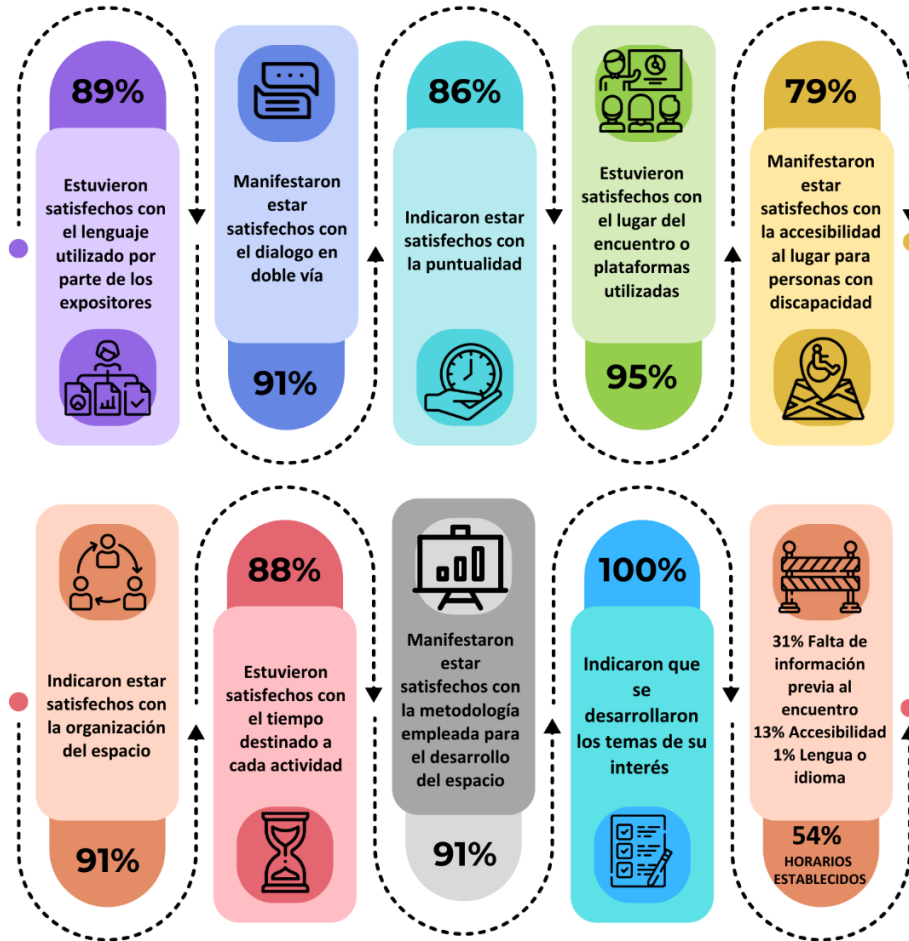 89%
Estuvieron
satisfechos con
el lenguaje
utilizado por
parte de los
expositores
Manifestaron
estar
satisfechos con
el dialogo en
doble vía
91%
86%
Indicaron estar
satisfechos con
la puntualidad
Estuvieron
satisfechos con
el lugar del
encuentro o
plataformas
utilizadas
95%
79%
Manifestaron
estar
satisfechos con
la accesibilidad
al lugar para
personas con
discapacidad
Indicaron estar
satisfechos con
la organización
del espacio
91%
88%
Estuvieron
satisfechos con
el tiempo
destinado a
cada actividad
Manifestaron
estar
satisfechos con
la metodología
empleada para
el desarrollo
del espacio
91%
100%
Indicaron que
se
desarrollaron
los temas de su
interés
31% Falta de
información
previa al
encuentro
13% Accesibilidad
1% Lengua o
idioma
54%
HORARIOS
ESTABLECIDOS